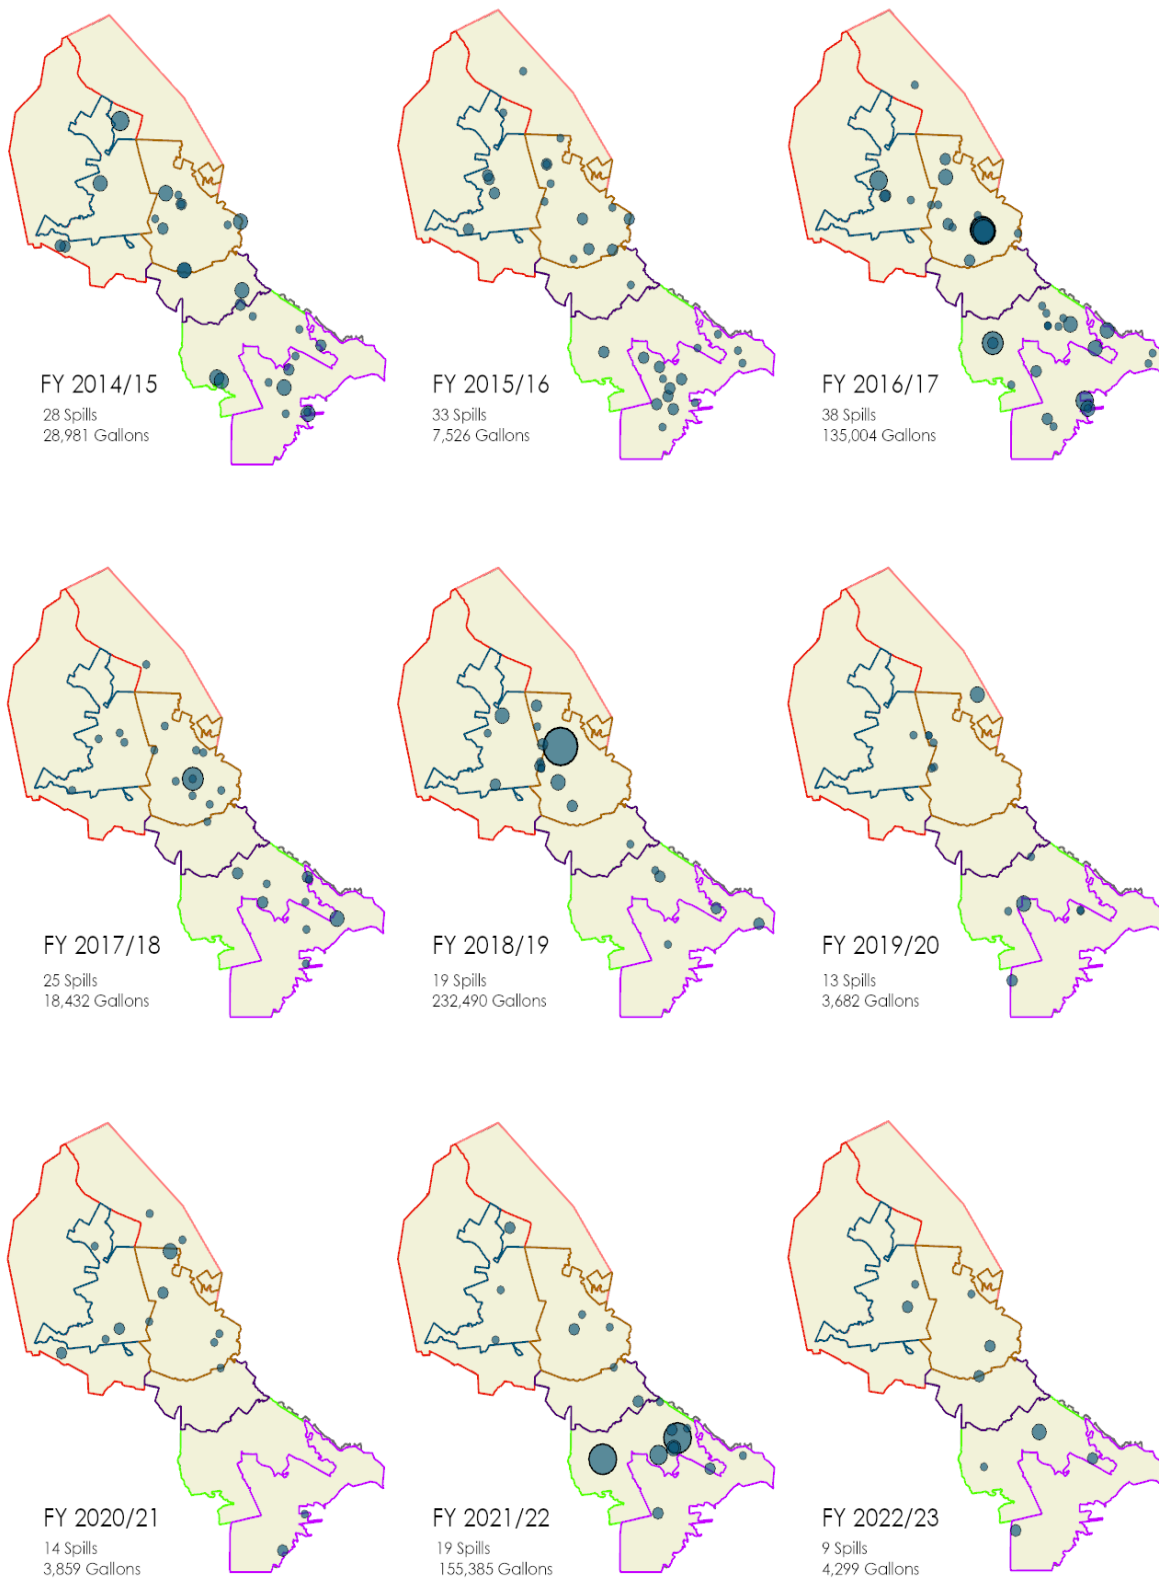 FY 2014/15
28 Spills
28,981 Gallons
FY 2015/16
33 Spills
7,526 Gallons
FY 2016/17
38 Spills
135,004 Gallons
FY 2017/18
25 Spills
18,432 Gallons
FY 2018/19
19 Spills
232,490 Gallons
FY 2019/20
13 Spills
3,682 Gallons
FY 2020/21
14 Spills
3,859 Gallons
FY 2021/22
19 Spills
155,385 Gallons
FY 2022/23
9 Spills
4,299 Gallons